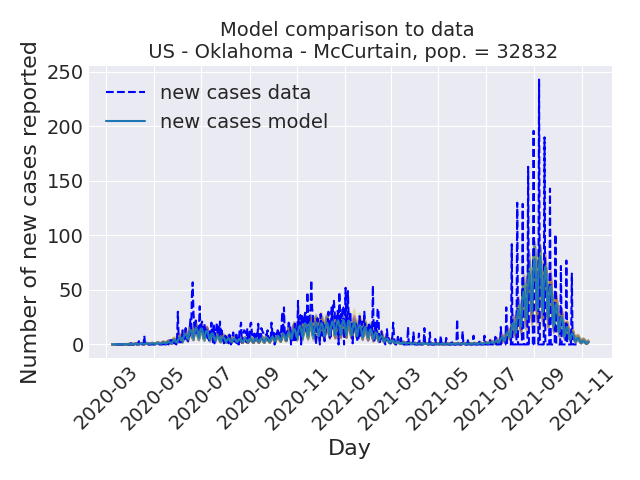 Model comparison to data
US - Oklahoma - McCurtain, pop. = 32832
Number of new cases reported
250
200
150
100
50
0
new cases data
new cases model
2020-03
2020-05
2020-07
2020-09
2020-11
2021-01
2021-03
2021-05
2021-07
2021-09
2021-11
Day